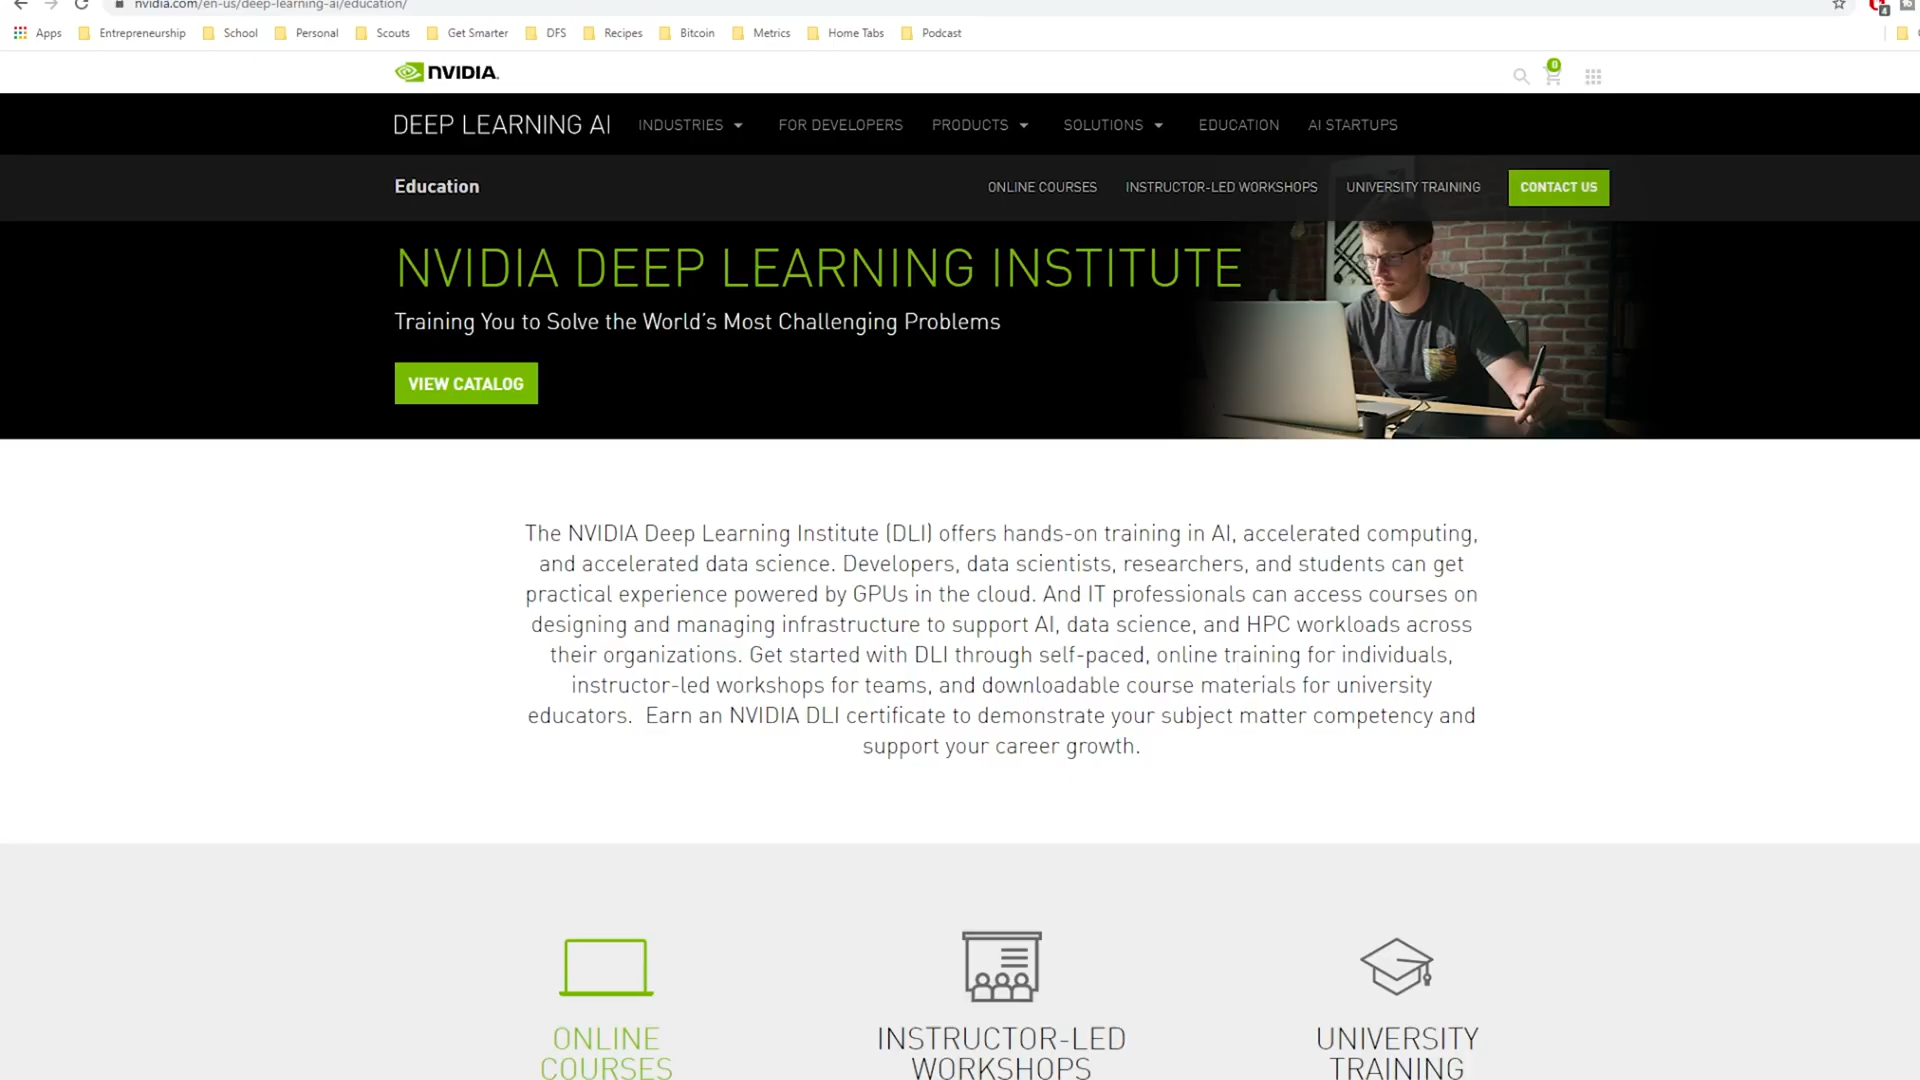 nvidia.com/en-us/deep-learning-ai/education/
Apps Entrepreneurship School Personal Scouts Get Smarter DFS Recipes Bitcoin Metrics Home Tabs Podcast
NVIDIA.
0
4
DEEP LEARNING AI INDUSTRIES FOR DEVELOPERS PRODUCTS SOLUTIONS EDUCATION AI STARTUPS
Education ONLINE COURSES INSTRUCTOR-LED WORKSHOPS UNIVERSITY TRAINING CONTACT US
NVIDIA DEEP LEARNING INSTITUTE
Training You to Solve the World's Most Challenging Problems
VIEW CATALOG
The NVIDIA Deep Learning Institute (DLI) offers hands-on training in AI, accelerated computing,
and accelerated data science. Developers, data scientists, researchers, and students can get
practical experience powered by GPUs in the cloud. And IT professionals can access courses on
designing and managing infrastructure to support AI, data science, and HPC workloads across
their organizations. Get started with DLI through self-paced, online training for individuals,
instructor-led workshops for teams, and downloadable course materials for university
educators. Earn an NVIDIA DLI certificate to demonstrate your subject matter competency and
support your career growth.
ONLINE
COURSES
INSTRUCTOR-LED
WORKSHOPS
UNIVERSITY
TRAINING